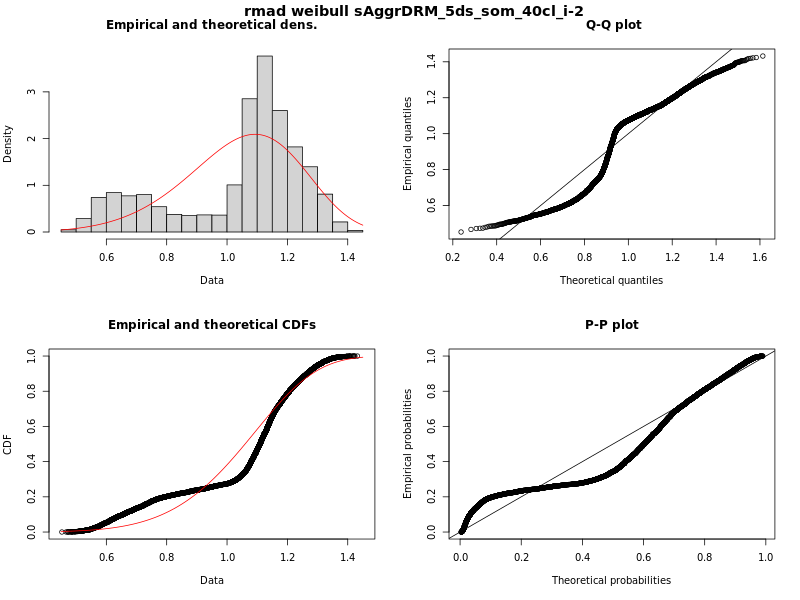 rmad weibull sAggrDRM_5ds_som_40cl_i-2
Empirical and theoretical dens.
Density
0 1 2 3
0.6 0.8 1.0 1.2 1.4
Data
Q-Q plot
Empirical quantiles
0.6 0.8 1.0 1.2 1.4
0.2 0.4 0.6 0.8 1.0 1.2 1.4 1.6
Theoretical quantiles
Empirical and theoretical CDFs
CDF
0.0 0.2 0.4 0.6 0.8 1.0
0.6 0.8 1.0 1.2 1.4
Data
P-P plot
Empirical probabilities
0.0 0.2 0.4 0.6 0.8 1.0
0.0 0.2 0.4 0.6 0.8 1.0
Theoretical probabilities